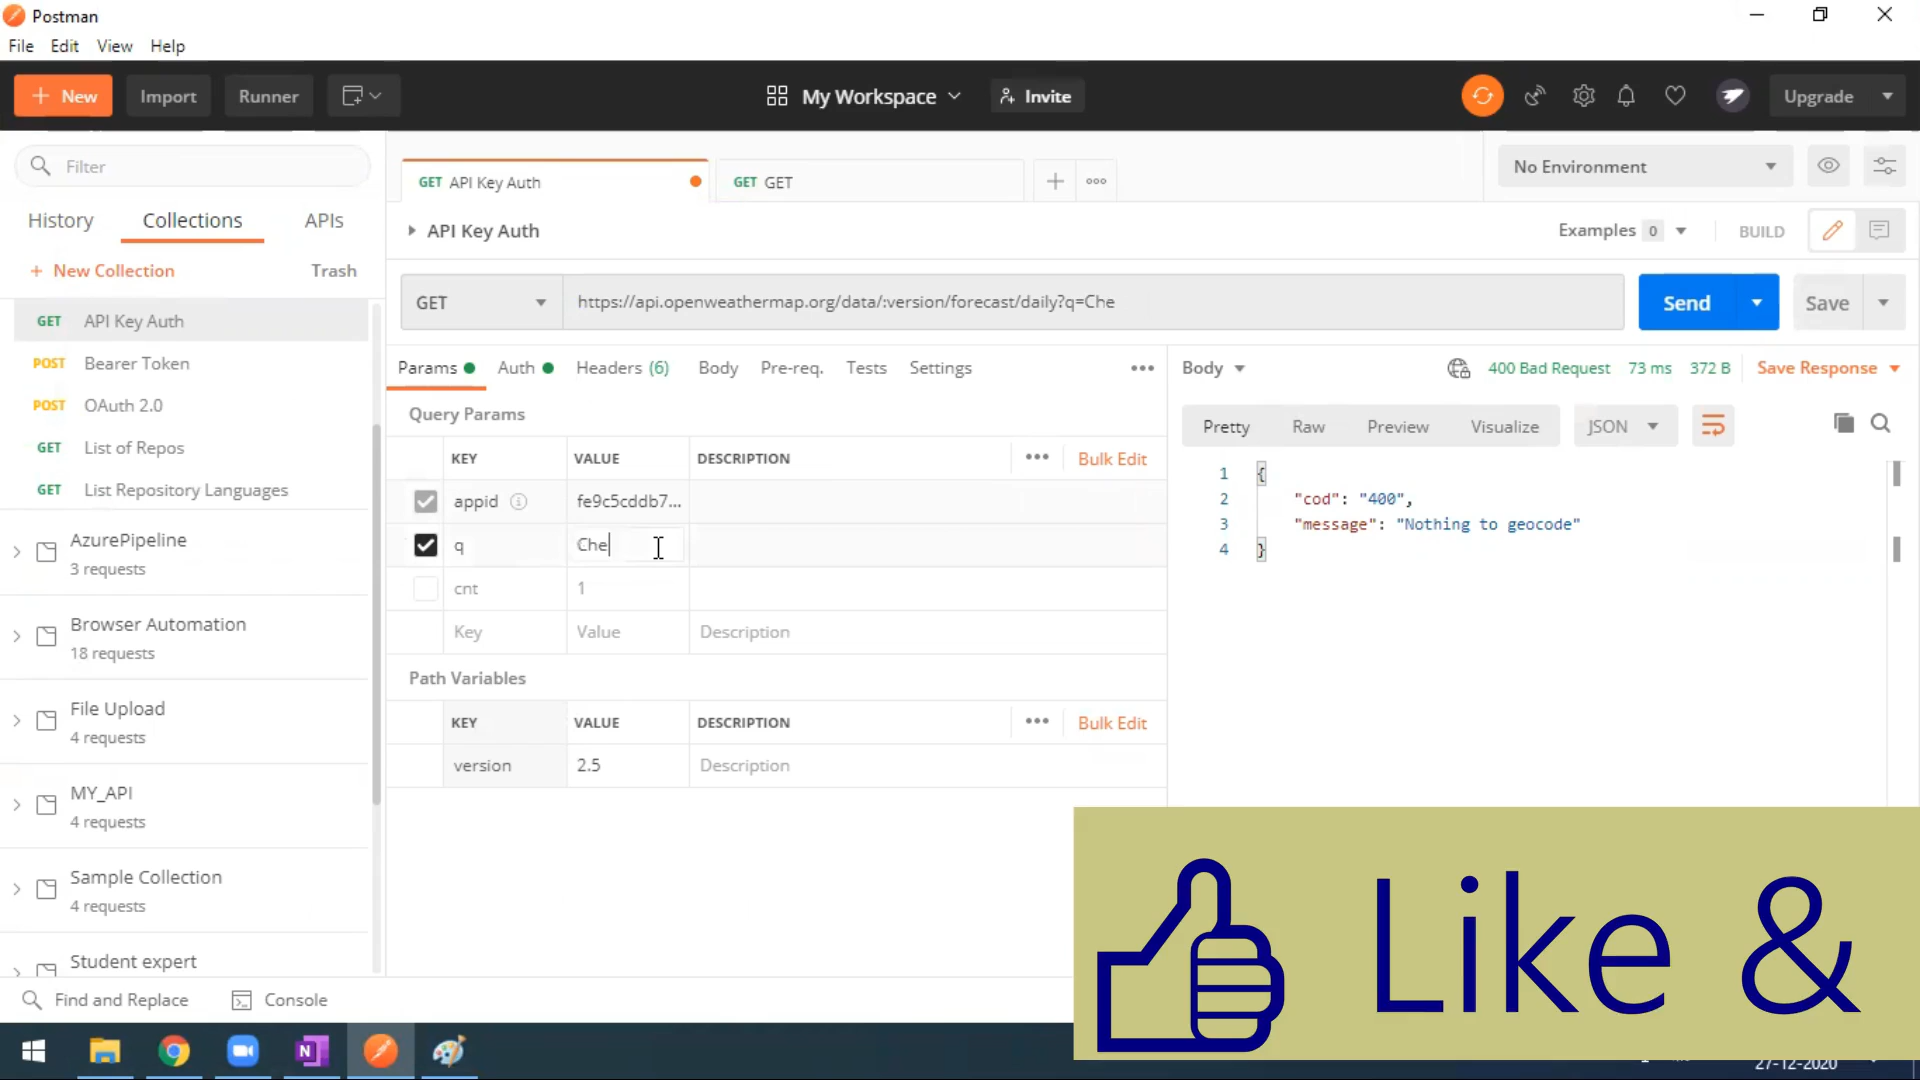 Postman
File Edit View Help
+ New Import Runner My Workspace Invite Upgrade
Filter
History Collections APIs
+ New Collection Trash
GET API Key Auth
POST Bearer Token
POST OAuth 2.0
GET List of Repos
GET List Repository Languages
AzurePipeline
3 requests
Browser Automation
18 requests
File Upload
4 requests
MY_API
4 requests
Sample Collection
4 requests
Student expert
GET API Key Auth GET GET No Environment
API Key Auth Examples 0 BUILD
GET https://api.openweathermap.org/data/:version/forecast/daily?q=Che Send Save
Params Auth Headers (6) Body Pre-req. Tests Settings
Query Params
KEY VALUE DESCRIPTION Bulk Edit
appid fe9c5cddb7...
q Che
cnt 1
Key Value Description
Path Variables
KEY VALUE DESCRIPTION Bulk Edit
version 2.5 Description
Body 400 Bad Request 73 ms 372 B Save Response
Pretty Raw Preview Visualize JSON
1 {
2 "cod": "400",
3 "message": "Nothing to geocode"
4 }
Like &
Find and Replace Console
27-12-2020